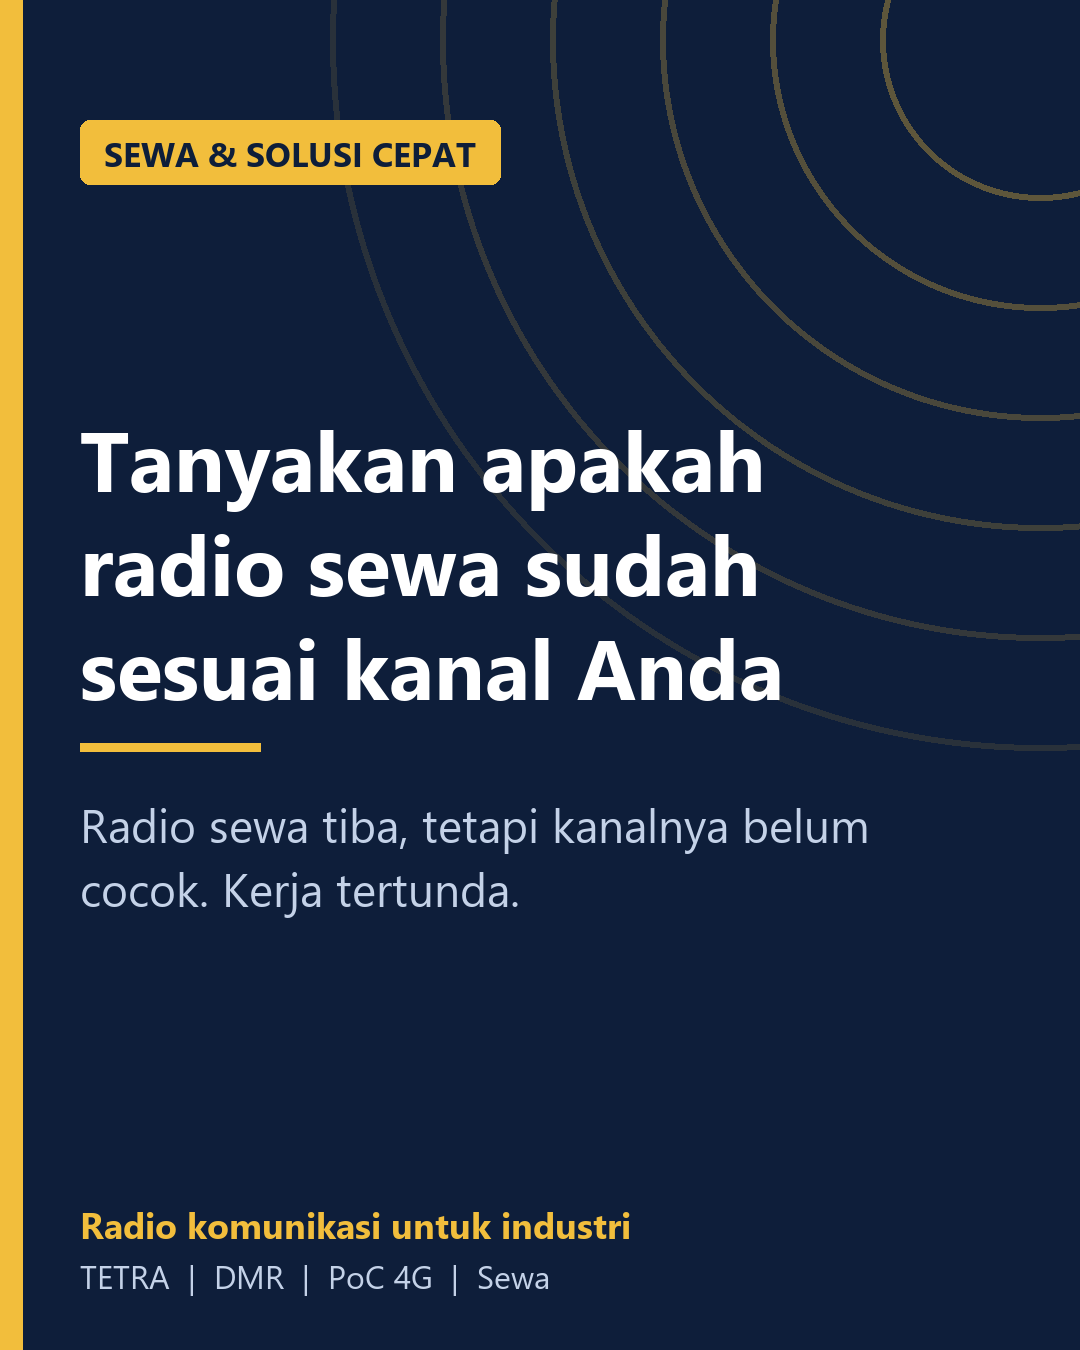 SEWA & SOLUSI CEPAT
Tanyakan apakah
radio sewa sudah
sesuai kanal Anda
Radio sewa tiba, tetapi kanalnya belum
cocok. Kerja tertunda.
Radio komunikasi untuk industri
TETRA | DMR | PoC 4G | Sewa